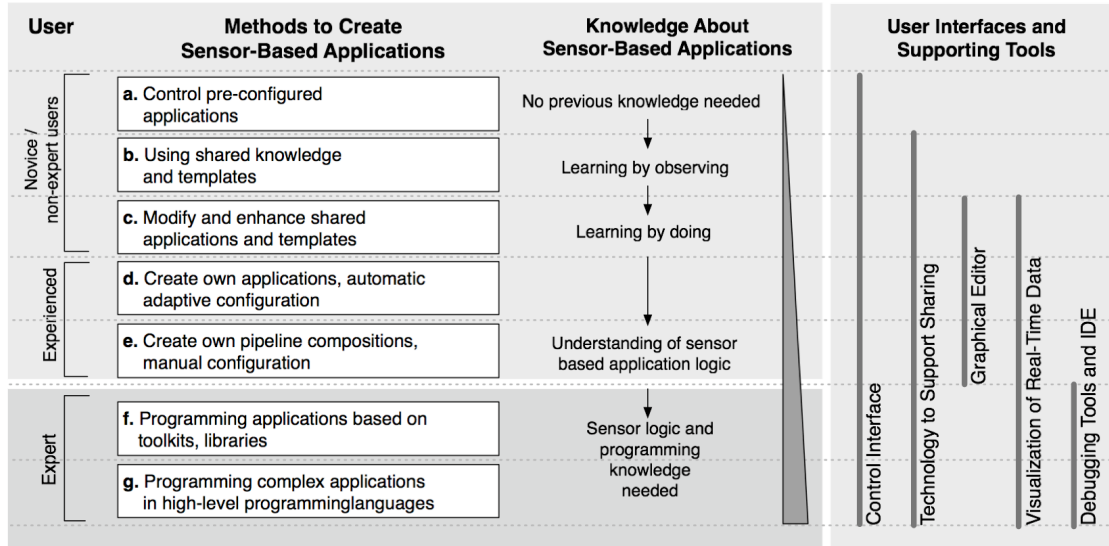 User
Methods to Create
Sensor-Based Applications
Knowledge About
Sensor-Based Applications
User Interfaces and
Supporting Tools
Novice /
non-expert users
a. Control pre-configured
applications
No previous knowledge needed
b. Using shared knowledge
and templates
Learning by observing
c. Modify and enhance shared
applications and templates
Learning by doing
Experienced
d. Create own applications, automatic
adaptive configuration
e. Create own pipeline compositions,
manual configuration
Understanding of sensor
based application logic
Expert
f. Programming applications based on
toolkits, libraries
Sensor logic and
programming
knowledge
needed
g. Programming complex applications
in high-level programminglanguages
Control Interface
Technology to Support Sharing
Graphical Editor
Visualization of Real-Time Data
Debugging Tools and IDE